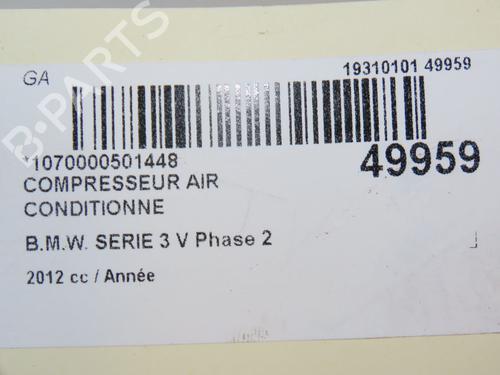 GA
19310101 49959
*1070000501448
49959
COMPRESSEUR AIR
CONDITIONNE
B.M.W. SERIE 3 V Phase 2
2012 cc / Année
B-PARTS